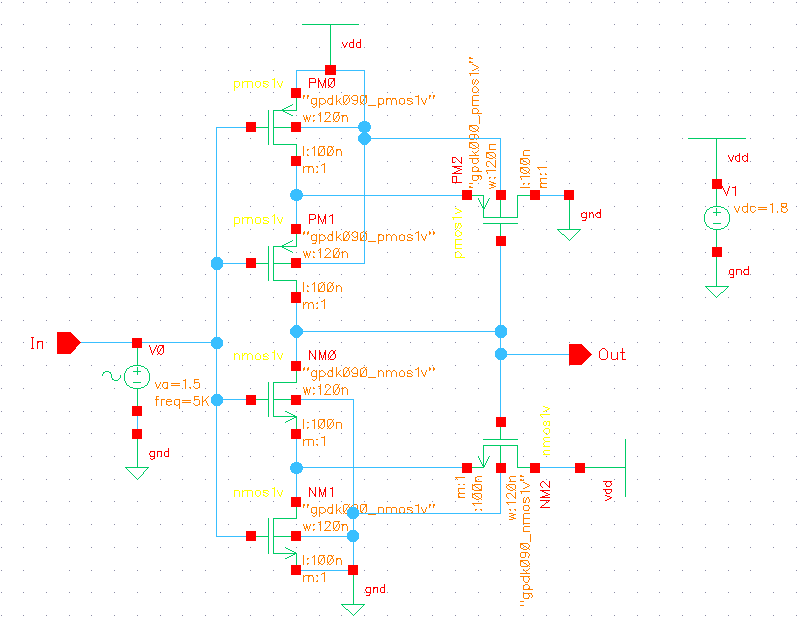 vdd
pmos1v
PM0
"gpdk090_pmos1v"
w:120n
l:100n
m:1
pmos1v
PM1
"gpdk090_pmos1v"
w:120n
l:100n
m:1
PM2
"gpdk090_pmos1v"
w:120n
l:100n
m:1
pmos1v
gnd
vdd
V1
vdc=1.8
gnd
In
V0
va=1.5
freq=5K
gnd
nmos1v
NM0
"gpdk090_nmos1v"
w:120n
l:100n
m:1
Out
nmos1v
m:1
:100n
w:120n
"gpdk090_nmos1v"
NM2
vdd
nmos1v
NM1
"gpdk090_nmos1v"
w:120n
l:100n
m:1
gnd